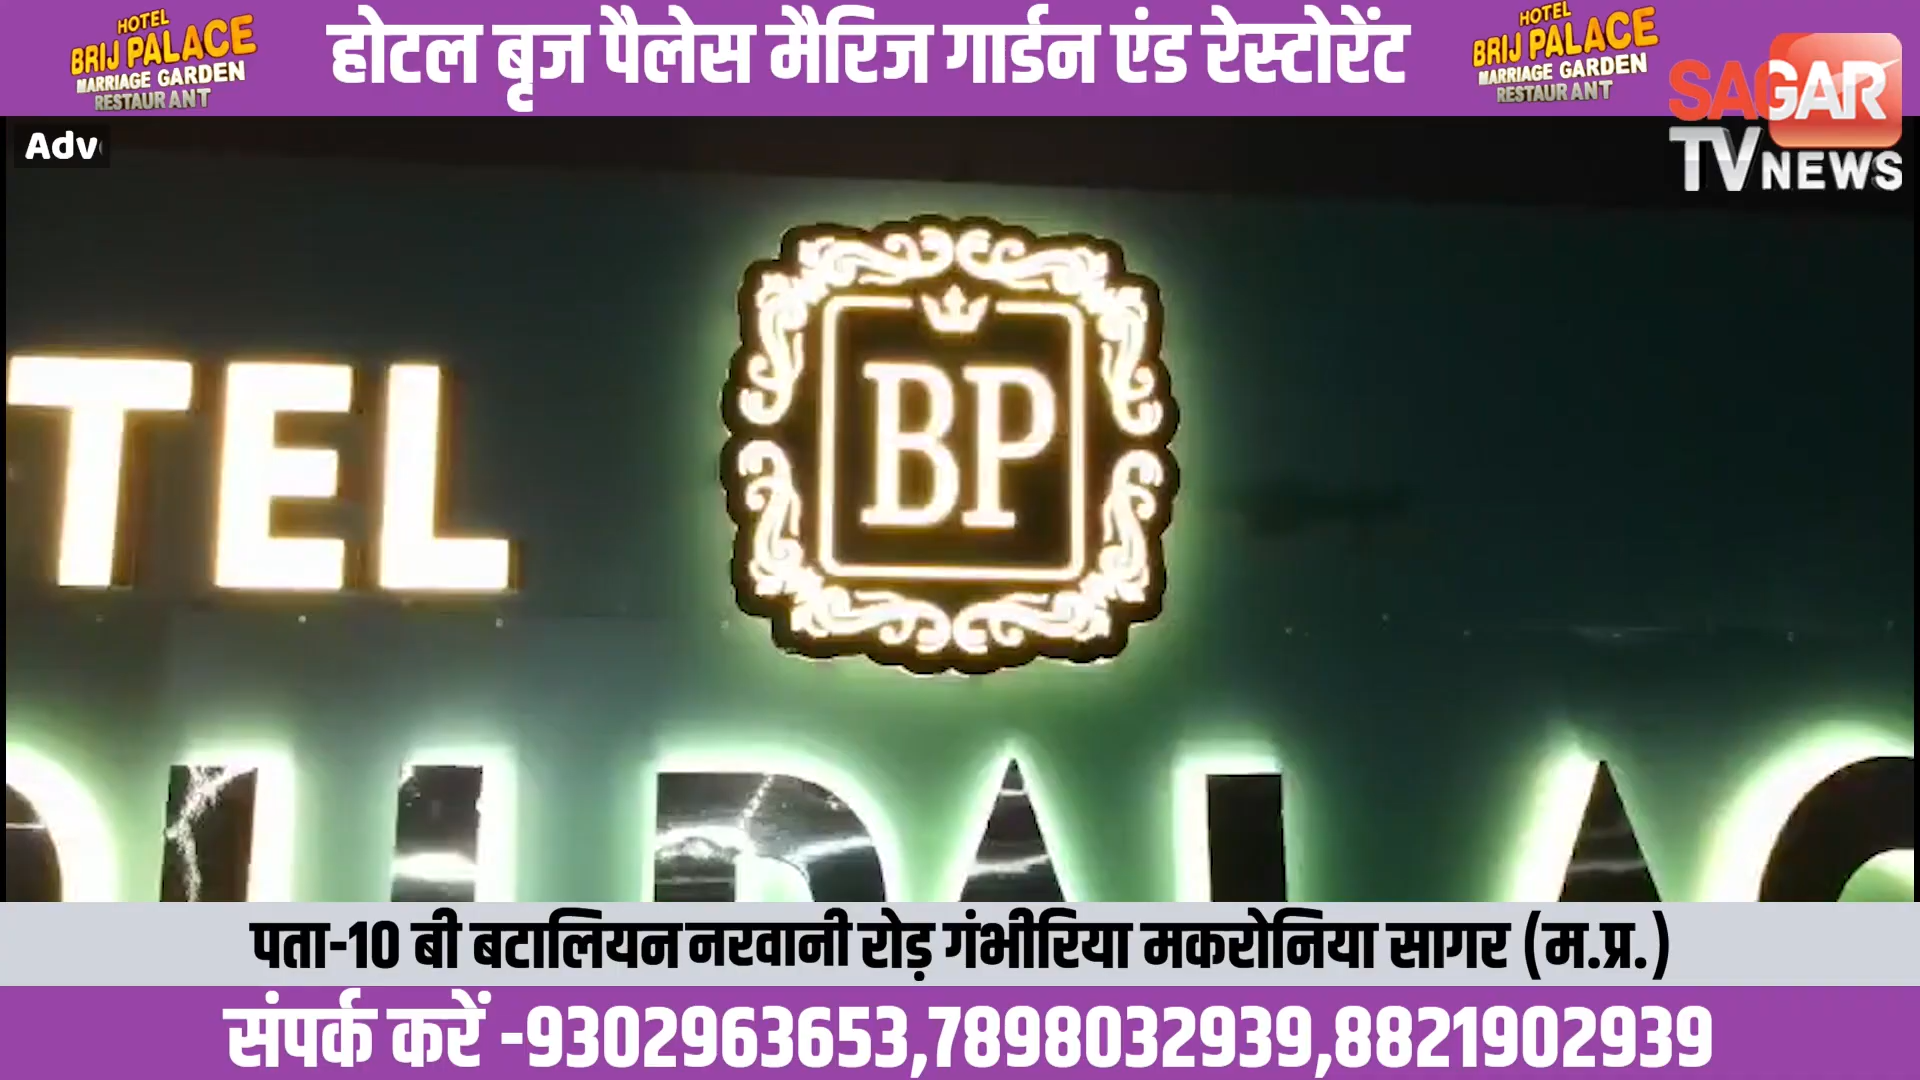 HOTEL
BRIJ PALACE
MARRIAGE GARDEN
RESTAURANT
होटल बृज पैलेस मैरिज गार्डन एंड रेस्टोरेंट
HOTEL
BRIJ PALACE
MARRIAGE GARDEN
RESTAURANT
SAGAR
TV NEWS
Adv
TEL
BP
पता-10 बी बटालियन नरवानी रोड़ गंभीरिया मकरोनिया सागर (म.प्र.)
संपर्क करें -9302963653,7898032939,8821902939